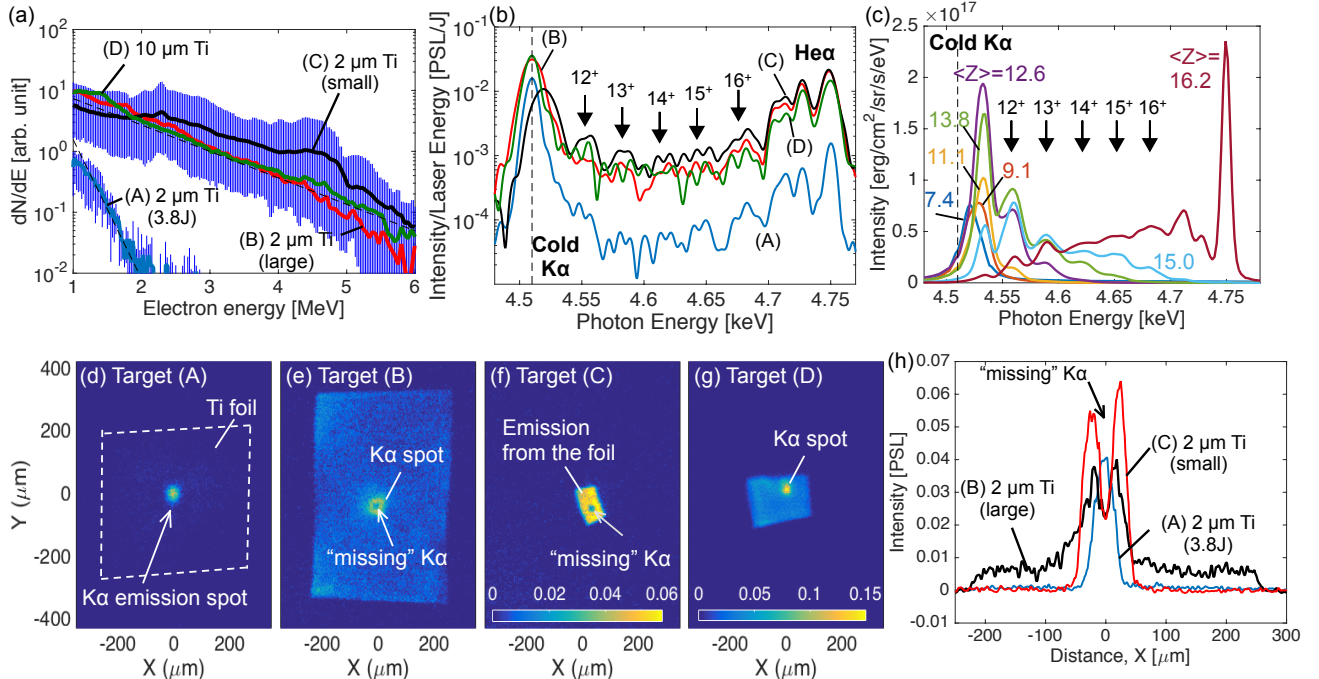 (a)
(D) 10 μm Ti
(C) 2 μm Ti
(small)
(A) 2 μm Ti
(3.8J)
(B) 2 μm Ti
(large)
dN/dE [arb. unit]
10²
10¹
10⁰
10⁻¹
10⁻²
1 2 3 4 5 6
Electron energy [MeV]
(b)
(B)
(C)
Heα
12⁺
13⁺
14⁺
15⁺
16⁺
(D)
(A)
Cold
Kα
Intensity/Laser Energy [PSL/J]
10⁻¹
10⁻²
10⁻³
10⁻⁴
4.5 4.55 4.6 4.65 4.7 4.75
Photon Energy [keV]
(c)
×10¹⁷
Cold Kα
<Z>=12.6
<Z>=
16.2
12⁺ 13⁺ 14⁺ 15⁺ 16⁺
13.8
11.1
9.1
7.4
15.0
Intensity [erg/cm²/sr/s/eV]
2.5
2
1.5
1
0.5
0
4.5 4.55 4.6 4.65 4.7 4.75
Photon Energy [keV]
(d) Target (A)
Ti foil
Kα emission spot
Y (μm)
400
200
0
-200
-400
-200 0 200
X (μm)
(e) Target (B)
Kα spot
“missing” Kα
-200 0 200
X (μm)
(f) Target (C)
Emission
from the foil
“missing” Kα
0 0.02 0.04 0.06
-200 0 200
X (μm)
(g) Target (D)
Kα spot
0 0.05 0.10 0.15
-200 0 200
X (μm)
(h)
“missing” Kα
(C) 2 μm Ti
(small)
(B) 2 μm Ti
(large)
(A) 2 μm Ti
(3.8J)
Intensity [PSL]
0.07
0.06
0.05
0.04
0.03
0.02
0.01
0
-200 -100 0 100 200 300
Distance, X [μm]